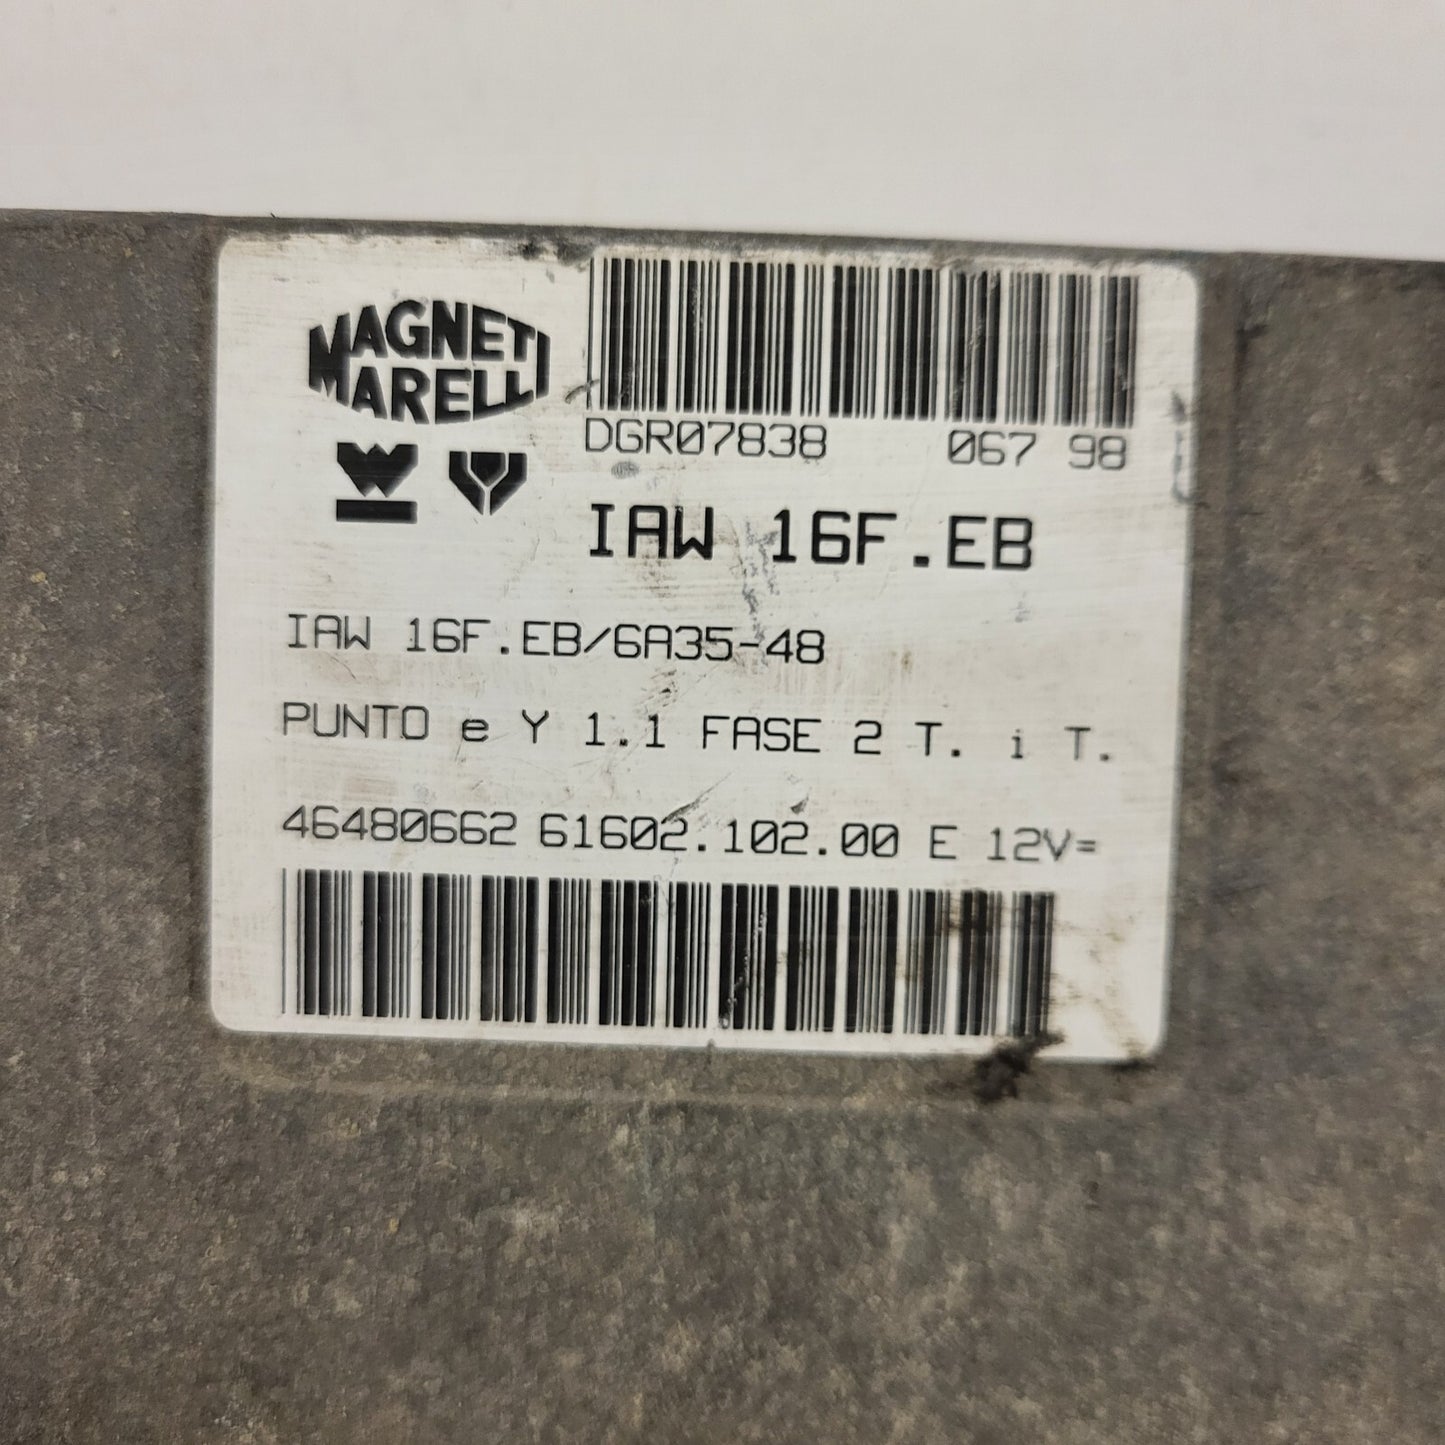 MAGNETI
MARELLI
DGR07838 067 98
IAW 16F.EB
IAW 16F.EB/6A35-48
PUNTO e Y 1.1 FASE 2 T. i T.
46480662 61602.102.00 E 12V=